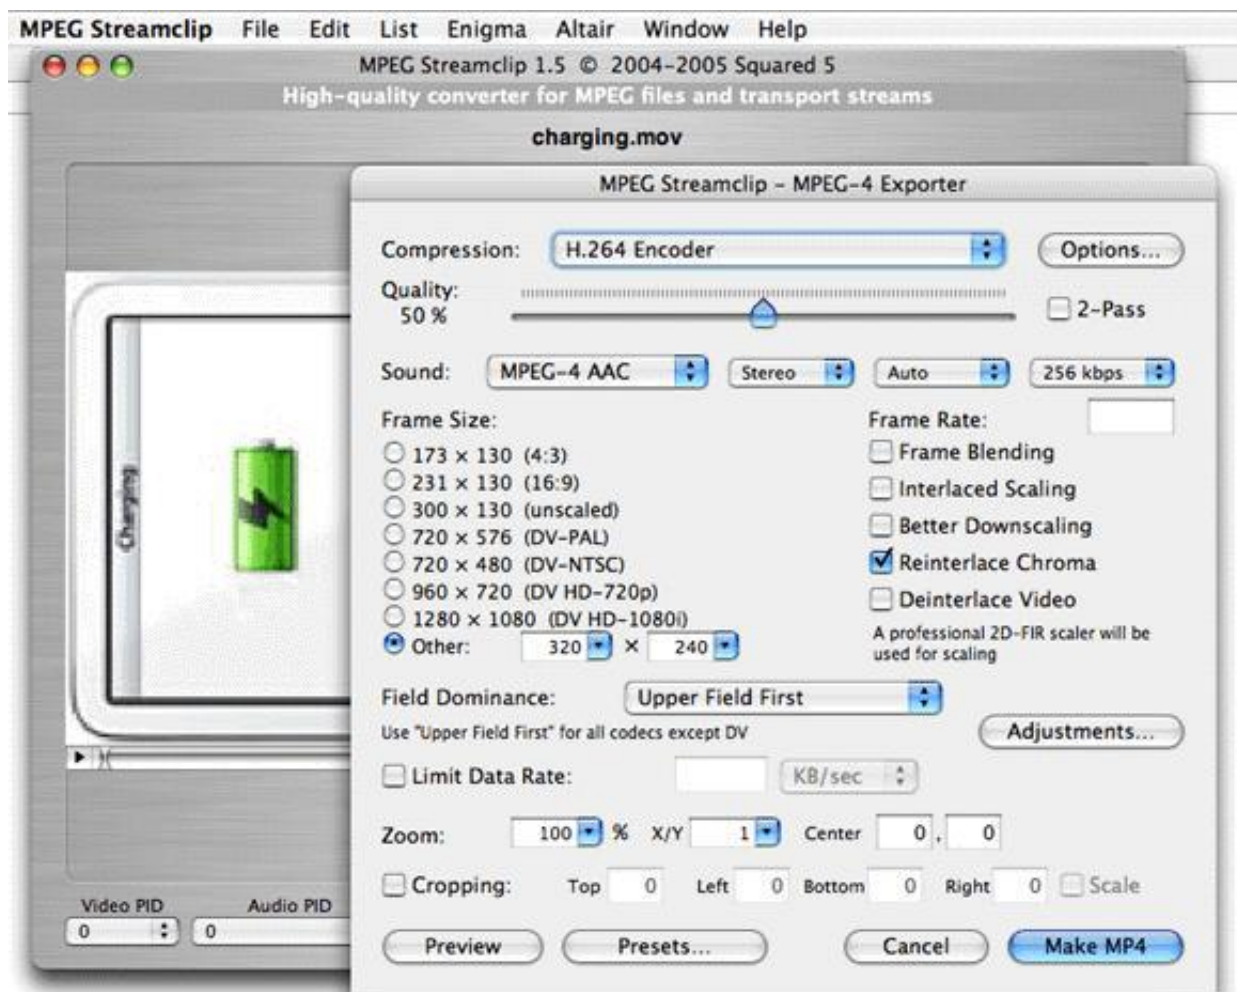 MPEG Streamclip File Edit List Enigma Altair Window Help
MPEG Streamclip 1.5 © 2004-2005 Squared 5
High-quality converter for MPEG files and transport streams
charging.mov
Charging
Video PID Audio PID
0 0
MPEG Streamclip - MPEG-4 Exporter
Compression: H.264 Encoder Options...
Quality:
50 % 2-Pass
Sound: MPEG-4 AAC Stereo Auto 256 kbps
Frame Size:
173 × 130 (4:3)
231 × 130 (16:9)
300 × 130 (unscaled)
720 × 576 (DV-PAL)
720 × 480 (DV-NTSC)
960 × 720 (DV HD-720p)
1280 × 1080 (DV HD-1080i)
Other: 320 × 240
Frame Rate:
Frame Blending
Interlaced Scaling
Better Downscaling
Reinterlace Chroma
Deinterlace Video
A professional 2D-FIR scaler will be
used for scaling
Field Dominance: Upper Field First
Use "Upper Field First" for all codecs except DV
Adjustments...
Limit Data Rate: KB/sec
Zoom: 100 % X/Y 1 Center 0 , 0
Cropping: Top 0 Left 0 Bottom 0 Right 0 Scale
Preview Presets... Cancel Make MP4